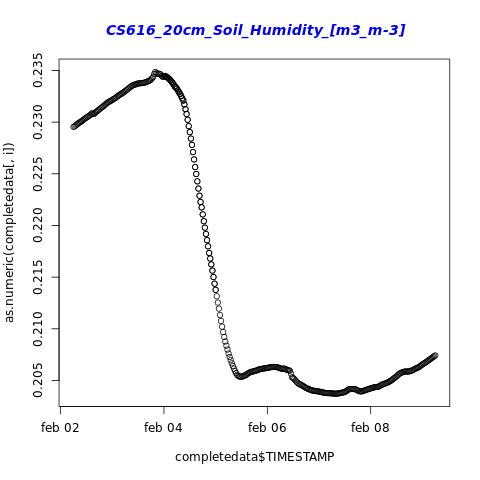 CS616_20cm_Soil_Humidity_[m3_m-3]
as.numeric(completedata[, i])
0.235
0.230
0.225
0.220
0.215
0.210
0.205
feb 02 feb 04 feb 06 feb 08
completedata$TIMESTAMP